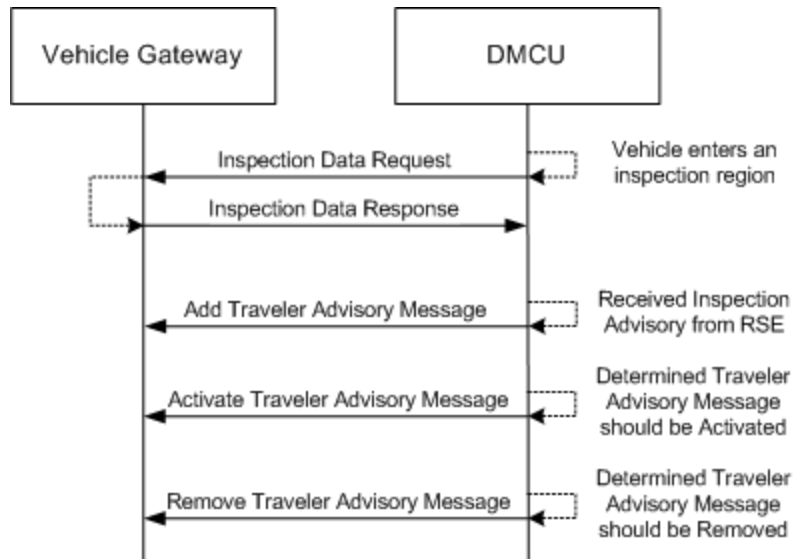 Vehicle Gateway
DMCU
Inspection Data Request
Vehicle enters an
inspection region
Inspection Data Response
Add Traveler Advisory Message
Received Inspection
Advisory from RSE
Activate Traveler Advisory Message
Determined Traveler
Advisory Message
should be Activated
Remove Traveler Advisory Message
Determined Traveler
Advisory Message
should be Removed